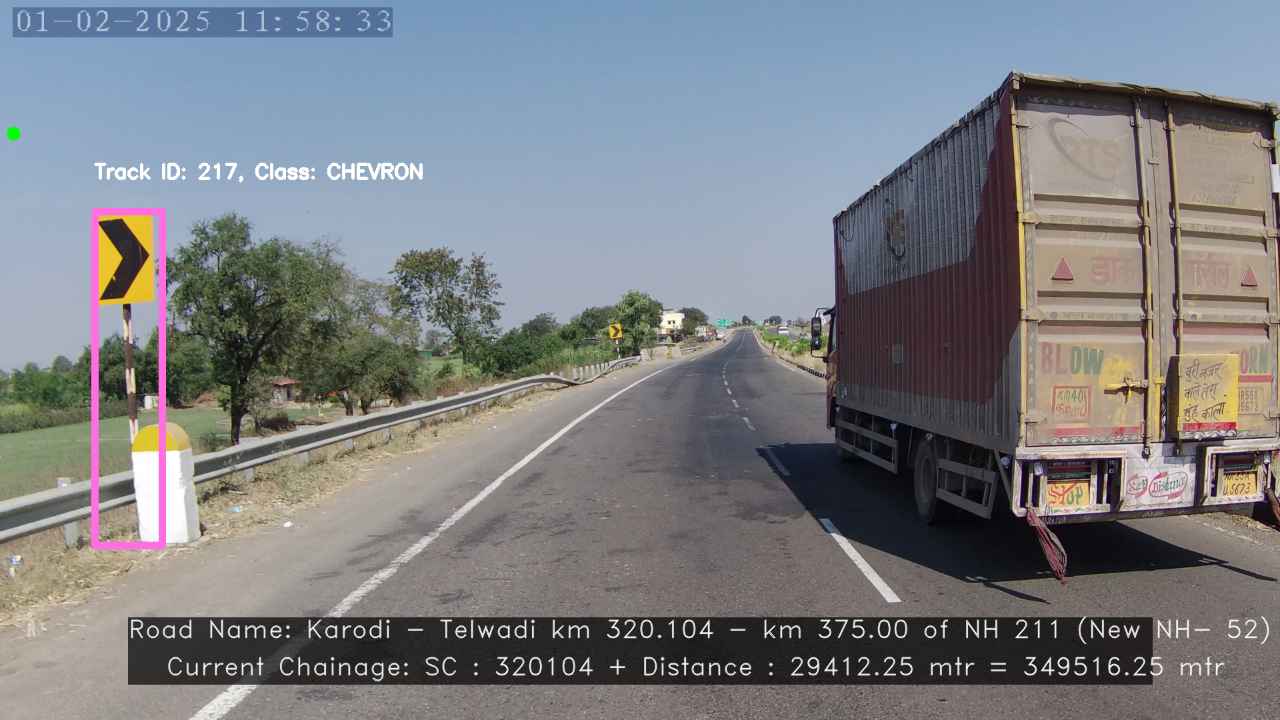 01-02-2025 11:58:33
Track ID: 217, Class: CHEVRON
BLOW
बुरी नजर
वाले तेरा
मुंह काला
STOP
Road Name: Karodi - Telwadi km 320.104 - km 375.00 of NH 211 (New NH- 52)
Current Chainage: SC : 320104 + Distance : 29412.25 mtr = 349516.25 mtr